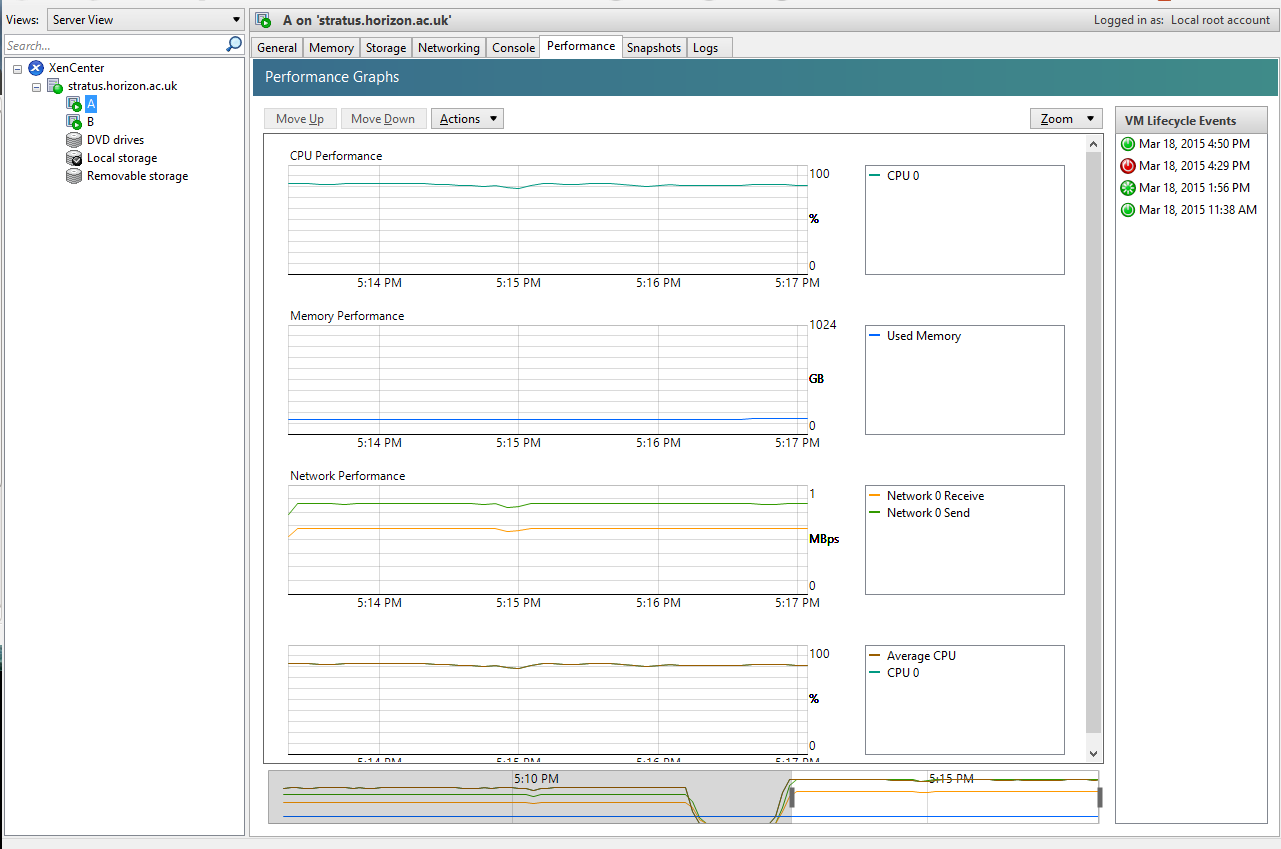 Views: Server View
Search...
XenCenter
stratus.horizon.ac.uk
A
B
DVD drives
Local storage
Removable storage
A on 'stratus.horizon.ac.uk'
Logged in as: Local root account
General Memory Storage Networking Console Performance Snapshots Logs
Performance Graphs
Move Up Move Down Actions Zoom
CPU Performance
100
%
0
5:14 PM 5:15 PM 5:16 PM 5:17 PM
CPU 0
Memory Performance
1024
GB
0
5:14 PM 5:15 PM 5:16 PM 5:17 PM
Used Memory
Network Performance
1
MBps
0
5:14 PM 5:15 PM 5:16 PM 5:17 PM
Network 0 Receive
Network 0 Send
100
%
0
5:14 PM 5:15 PM 5:16 PM 5:17 PM
Average CPU
CPU 0
5:10 PM 5:15 PM
VM Lifecycle Events
Mar 18, 2015 4:50 PM
Mar 18, 2015 4:29 PM
Mar 18, 2015 1:56 PM
Mar 18, 2015 11:38 AM